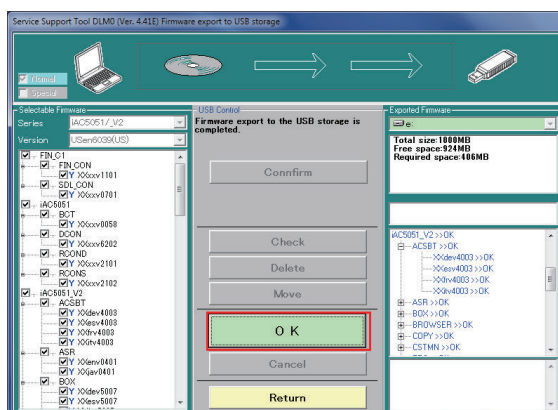 Service Support Tool DLM0 (Ver. 4.41E) Firmware export to USB storage
Normal
Special
Selectable Firmware
Series
iAC5051/_V2
Version
USen6039(US)
FIN_C1
FIN_CON
Y XXxxv1101
SDL_CON
Y XXxxv0701
iAC5051
BCT
Y XXxxv0058
DCON
Y XXxxv6202
RCOND
Y XXxxv2101
RCONS
Y XXxxv2102
iAC5051_V2
ACSBT
Y XXdev4003
Y XXesv4003
Y XXfrv4003
Y XXitv4003
ASR
Y XXenv0401
Y XXjav0401
BOX
Y XXdev5007
Y XXesv5007
USB Control
Firmware export to the USB storage is
completed.
Connfirm
Check
Delete
Move
O K
Cancel
Return
Exported Firmware
e:
Total size:1000MB
Free space:924MB
Required space:406MB
iAC5051_V2 >>OK
ACSBT >>OK
XXdev4003 >>OK
XXesv4003 >>OK
XXfrv4003 >>OK
XXitv4003 >>OK
ASR >>OK
BOX >>OK
BROWSER >>OK
COPY >>OK
CSTMN >>OK